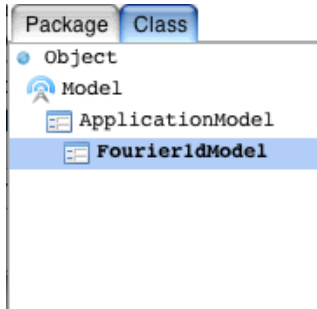 Package Class
Object
Model
ApplicationModel
Fourier1dModel